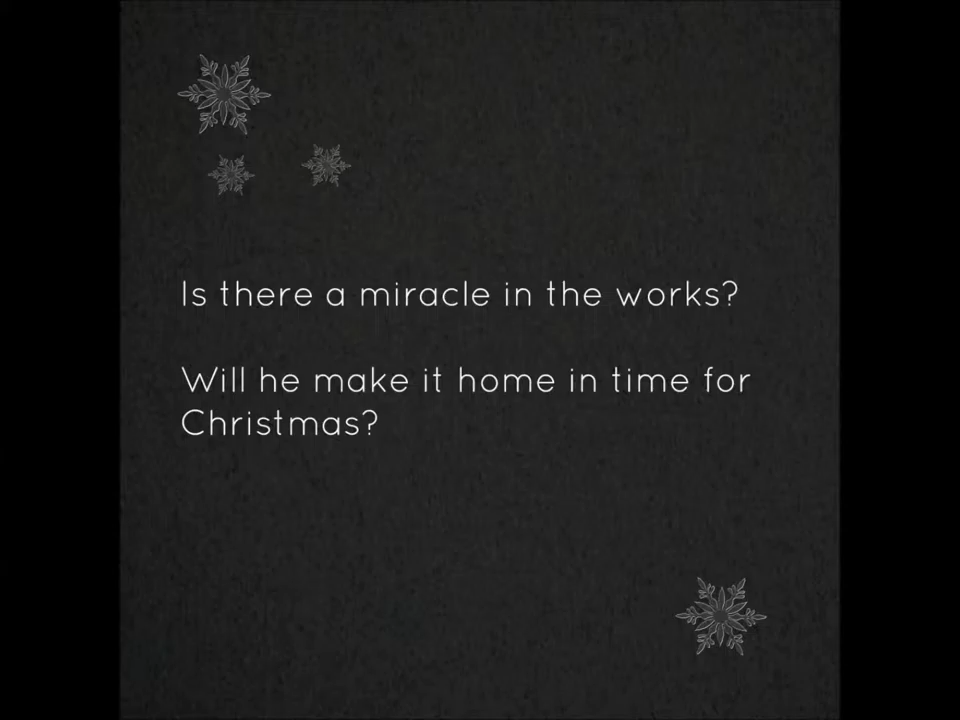 Is there a miracle in the works?
Will he make it home in time for
Christmas?